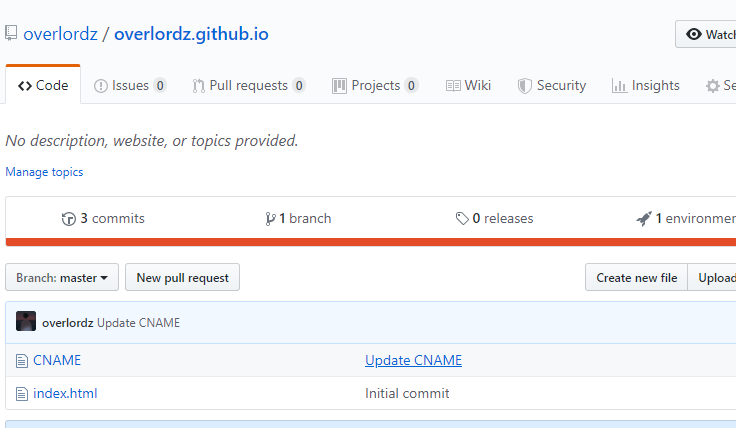 overlordz / overlordz.github.io
Watch
Code Issues 0 Pull requests 0 Projects 0 Wiki Security Insights Se
No description, website, or topics provided.
Manage topics
3 commits 1 branch 0 releases 1 environmen
Branch: master New pull request Create new file Upload
overlordz Update CNAME
CNAME Update CNAME
index.html Initial commit